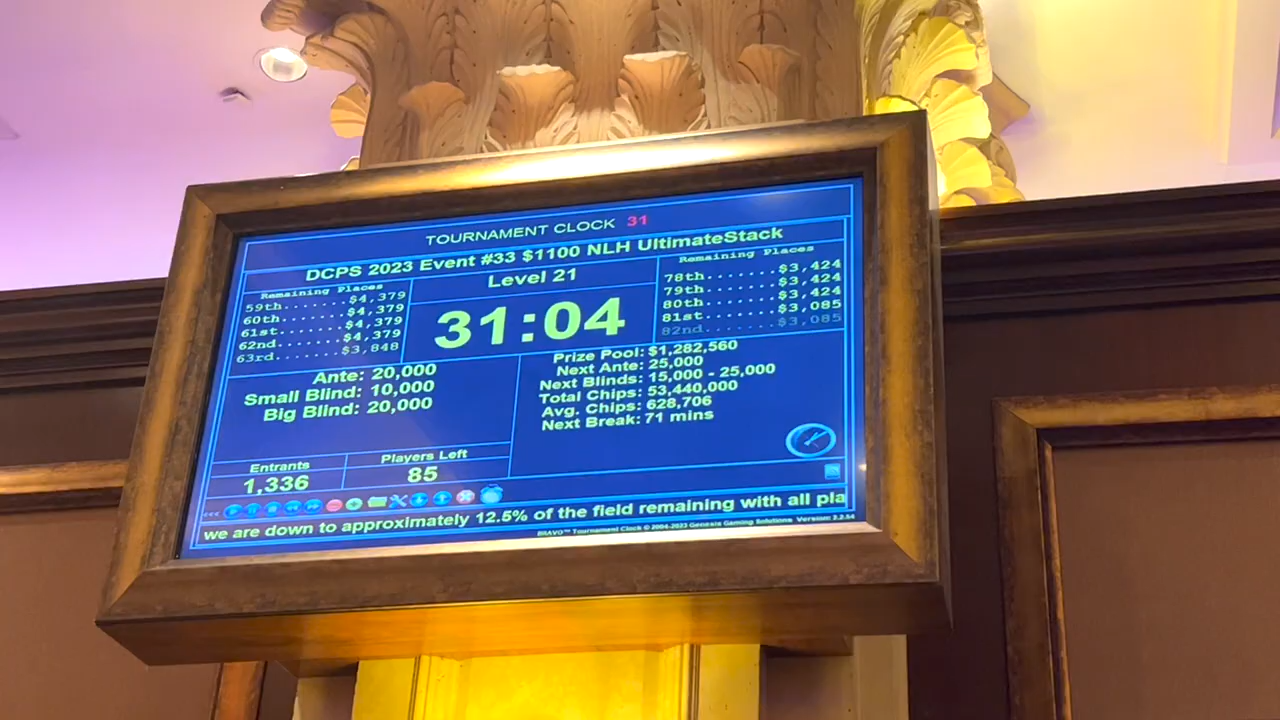 TOURNAMENT CLOCK 31
DCPS 2023 Event #33 $1100 NLH UltimateStack
Remaining Places
59th.......$4,379
60th.......$4,379
61st.......$4,379
62nd.......$4,379
63rd.......$3,848
Level 21
31:04
Remaining Places
78th.......$3,424
79th.......$3,424
80th.......$3,424
81st.......$3,085
82nd.......$3,085
Ante: 20,000
Small Blind: 10,000
Big Blind: 20,000
Prize Pool: $1,282,560
Next Ante: 25,000
Next Blinds: 15,000 - 25,000
Total Chips: 53,440,000
Avg. Chips: 628,706
Next Break: 71 mins
Entrants
1,336
Players Left
85
<<<
we are down to approximately 12.5% of the field remaining with all pla
BRAVO™ Tournament Clock © 2004-2023 Genesis Gaming Solutions Version: